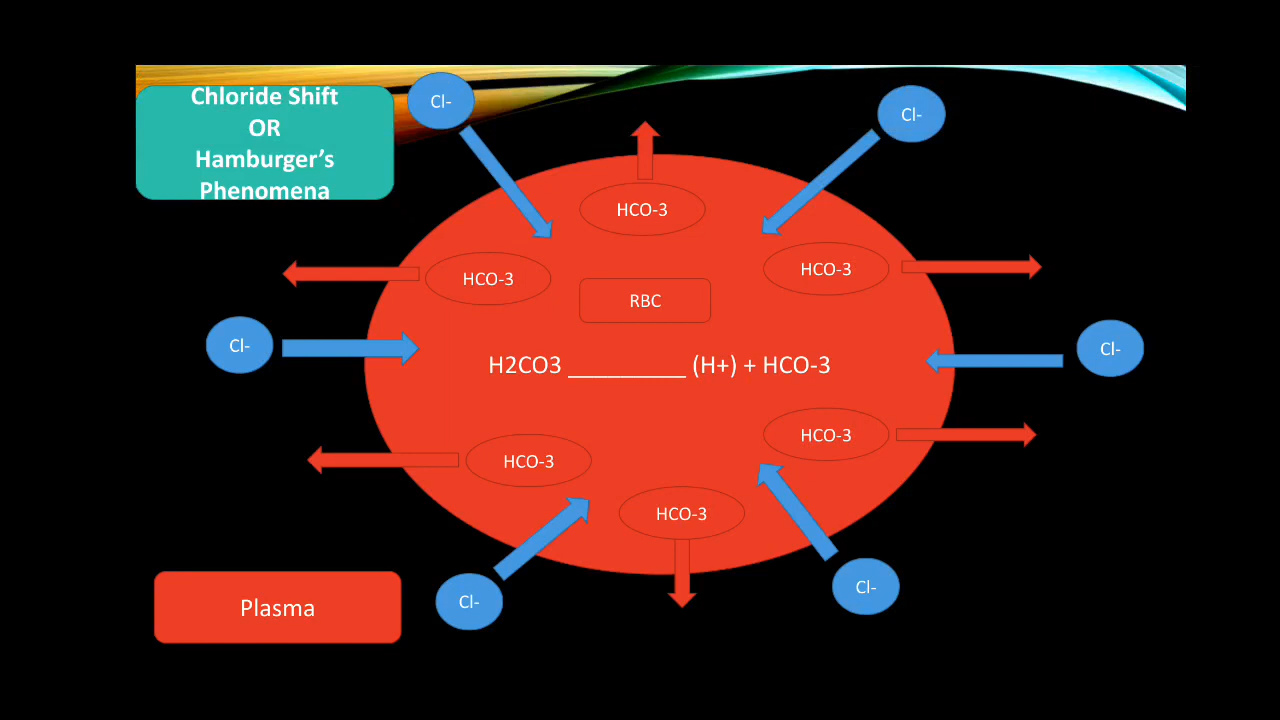 Chloride Shift
OR
Hamburger's
Phenomena
Cl-
Cl-
HCO-3
HCO-3
HCO-3
RBC
Cl-
Cl-
H2CO3 __________ (H+) + HCO-3
HCO-3
HCO-3
HCO-3
Cl-
Cl-
Plasma